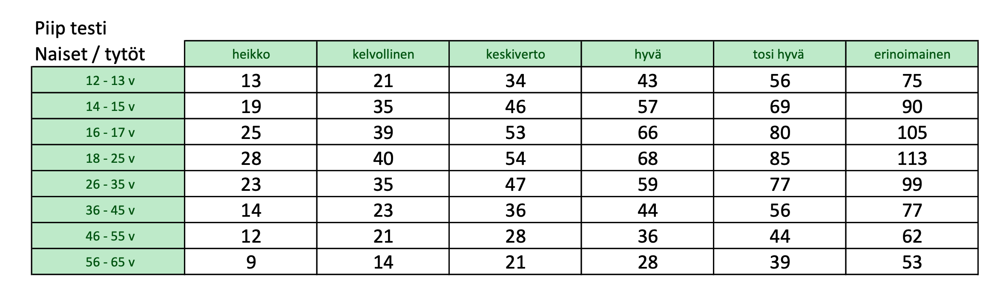 Piip testi
Naiset / tytöt heikko kelvollinen keskiverto hyvä tosi hyvä erinoimainen
12 - 13 v 13 21 34 43 56 75
14 - 15 v 19 35 46 57 69 90
16 - 17 v 25 39 53 66 80 105
18 - 25 v 28 40 54 68 85 113
26 - 35 v 23 35 47 59 77 99
36 - 45 v 14 23 36 44 56 77
46 - 55 v 12 21 28 36 44 62
56 - 65 v 9 14 21 28 39 53